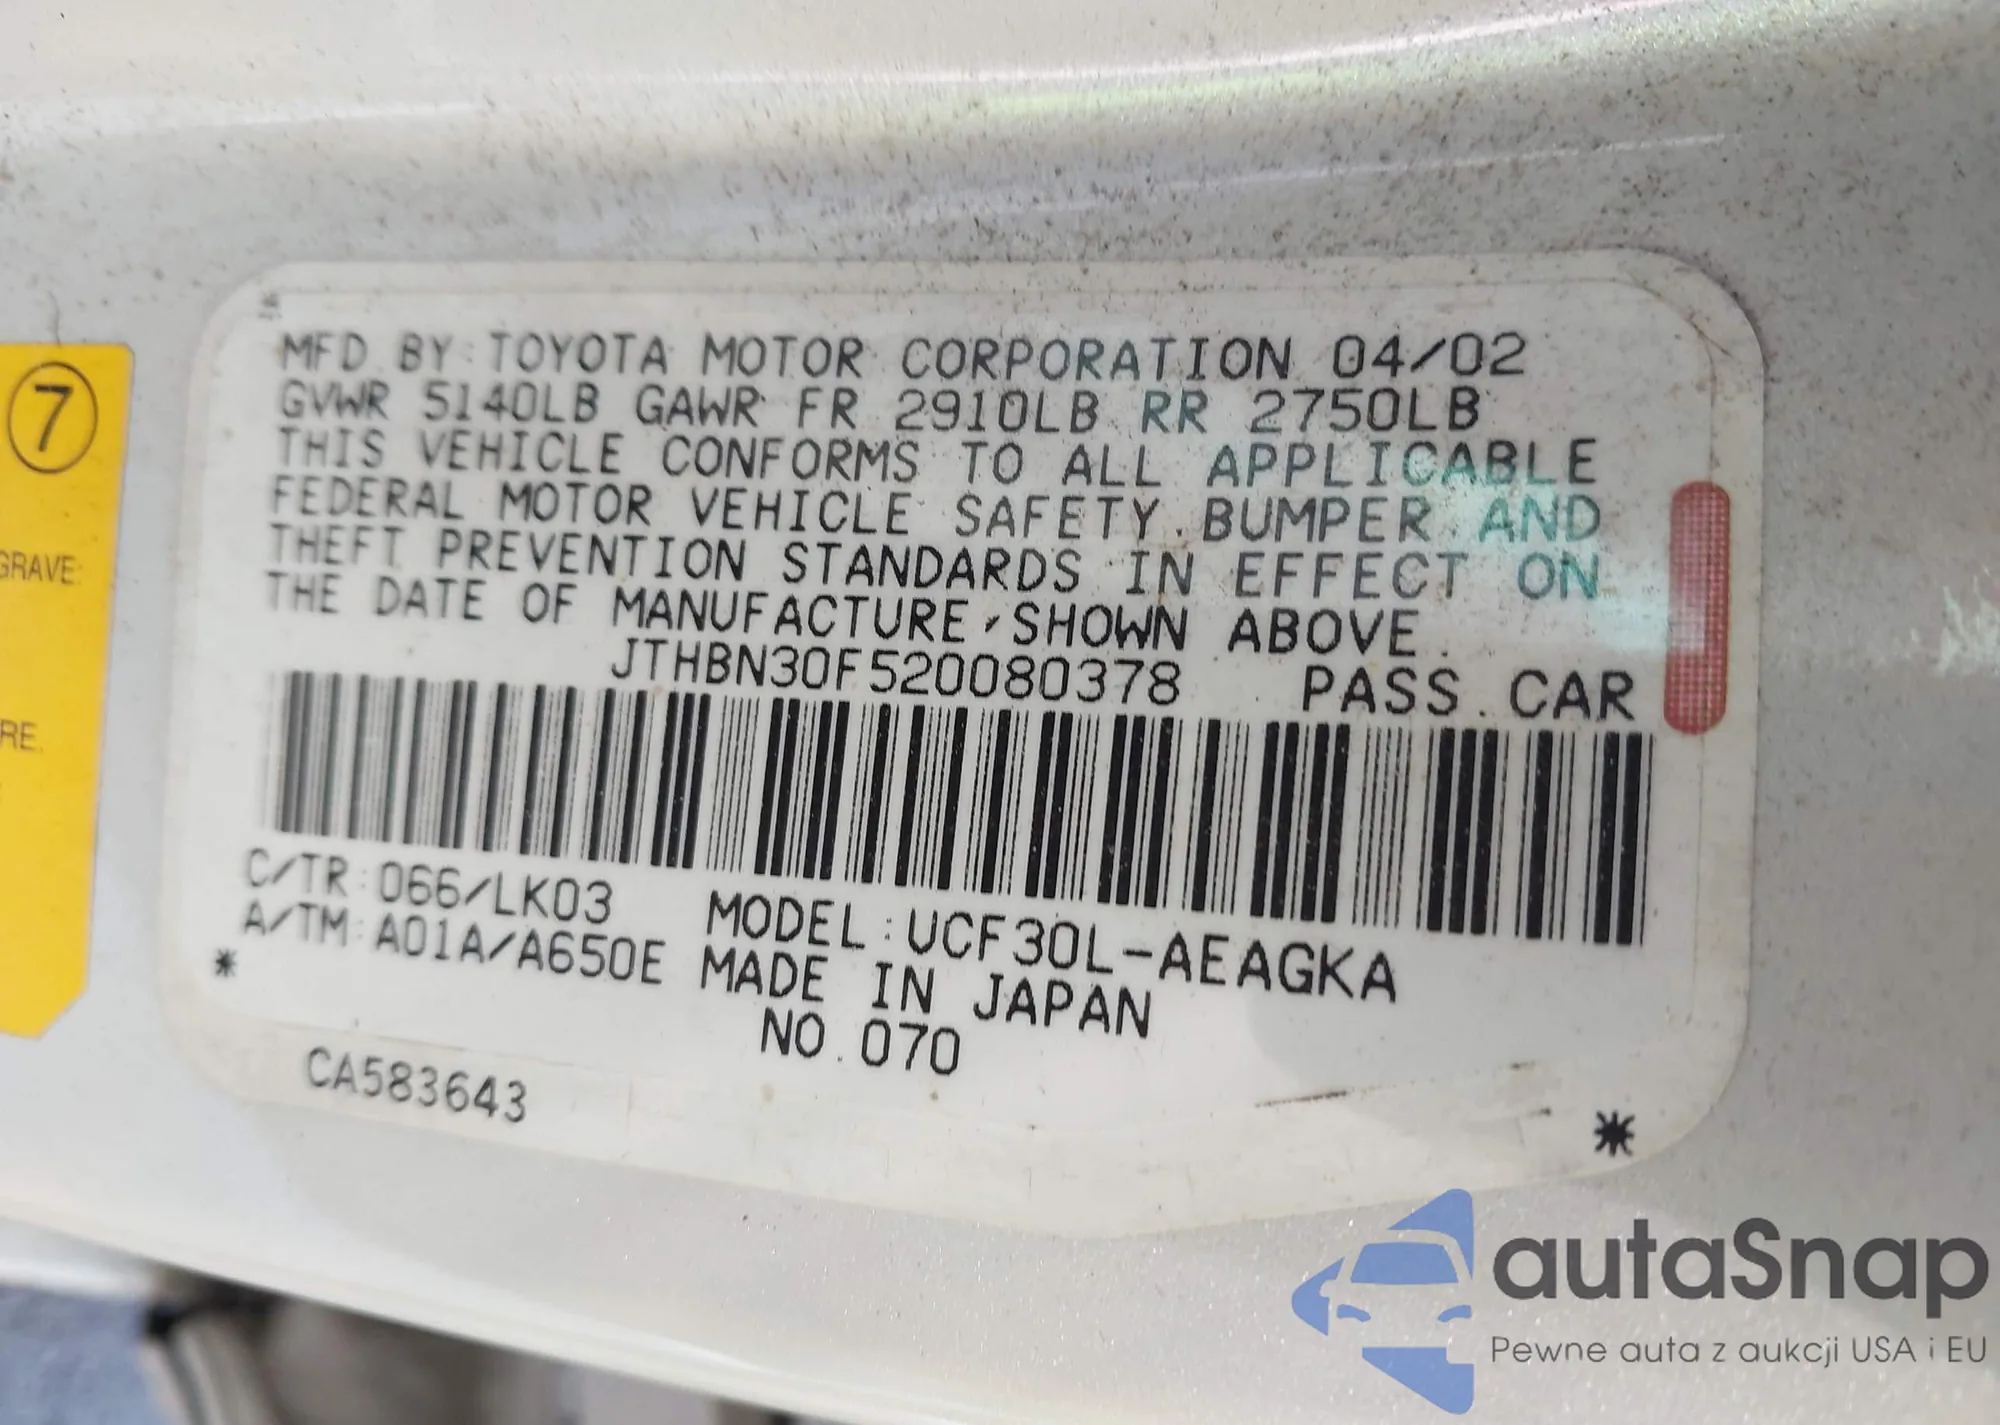 7
GRAVE
RE.
MFD. BY: TOYOTA MOTOR CORPORATION 04/02
GVWR 5140LB GAWR FR 2910LB RR 2750LB
THIS VEHICLE CONFORMS TO ALL APPLICABLE
FEDERAL MOTOR VEHICLE SAFETY, BUMPER, AND
THEFT PREVENTION STANDARDS IN EFFECT ON
THE DATE OF MANUFACTURE SHOWN ABOVE.
JTHBN30F520080378 PASS. CAR
C/TR: 066/LK03 MODEL: UCF30L-AEAGKA
A/TM: A01A/A650E MADE IN JAPAN
* NO. 070
CA583643
*
autaSnap
Pewne auta z aukcji USA i EU